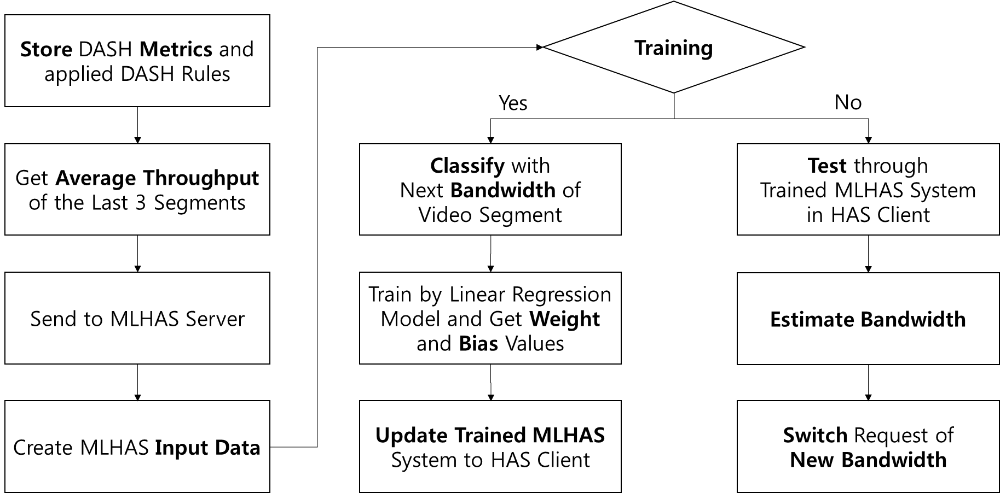 Store DASH Metrics and
applied DASH Rules
Get Average Throughput
of the Last 3 Segments
Send to MLHAS Server
Create MLHAS Input Data
Training
Yes
No
Classify with
Next Bandwidth of
Video Segment
Train by Linear Regression
Model and Get Weight
and Bias Values
Update Trained MLHAS
System to HAS Client
Test through
Trained MLHAS System
in HAS Client
Estimate Bandwidth
Switch Request of
New Bandwidth